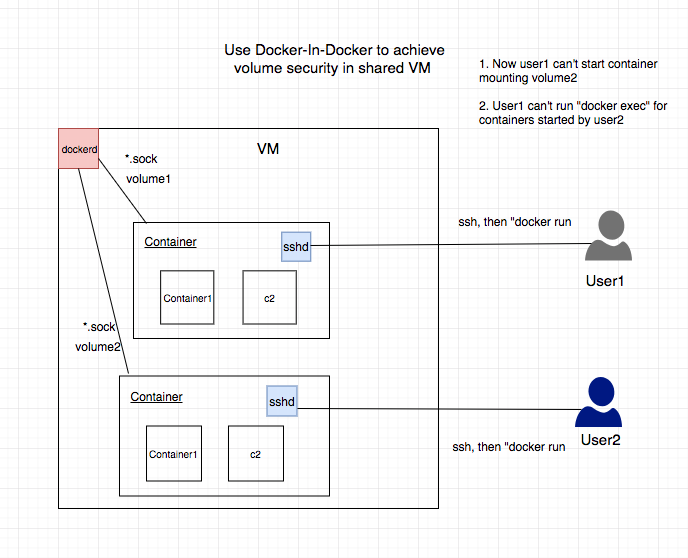 Use Docker-In-Docker to achieve
volume security in shared VM
1. Now user1 can't start container
mounting volume2
2. User1 can't run "docker exec" for
containers started by user2
dockerd
VM
*.sock
volume1
Container
sshd
Container1
c2
ssh, then "docker run
User1
*.sock
volume2
Container
sshd
Container1
c2
ssh, then "docker run
User2